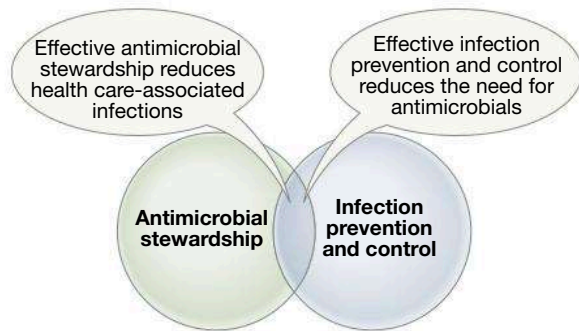 Effective antimicrobial
stewardship reduces
health care-associated
infections
Effective infection
prevention and control
reduces the need for
antimicrobials
Antimicrobial
stewardship
Infection
prevention
and control